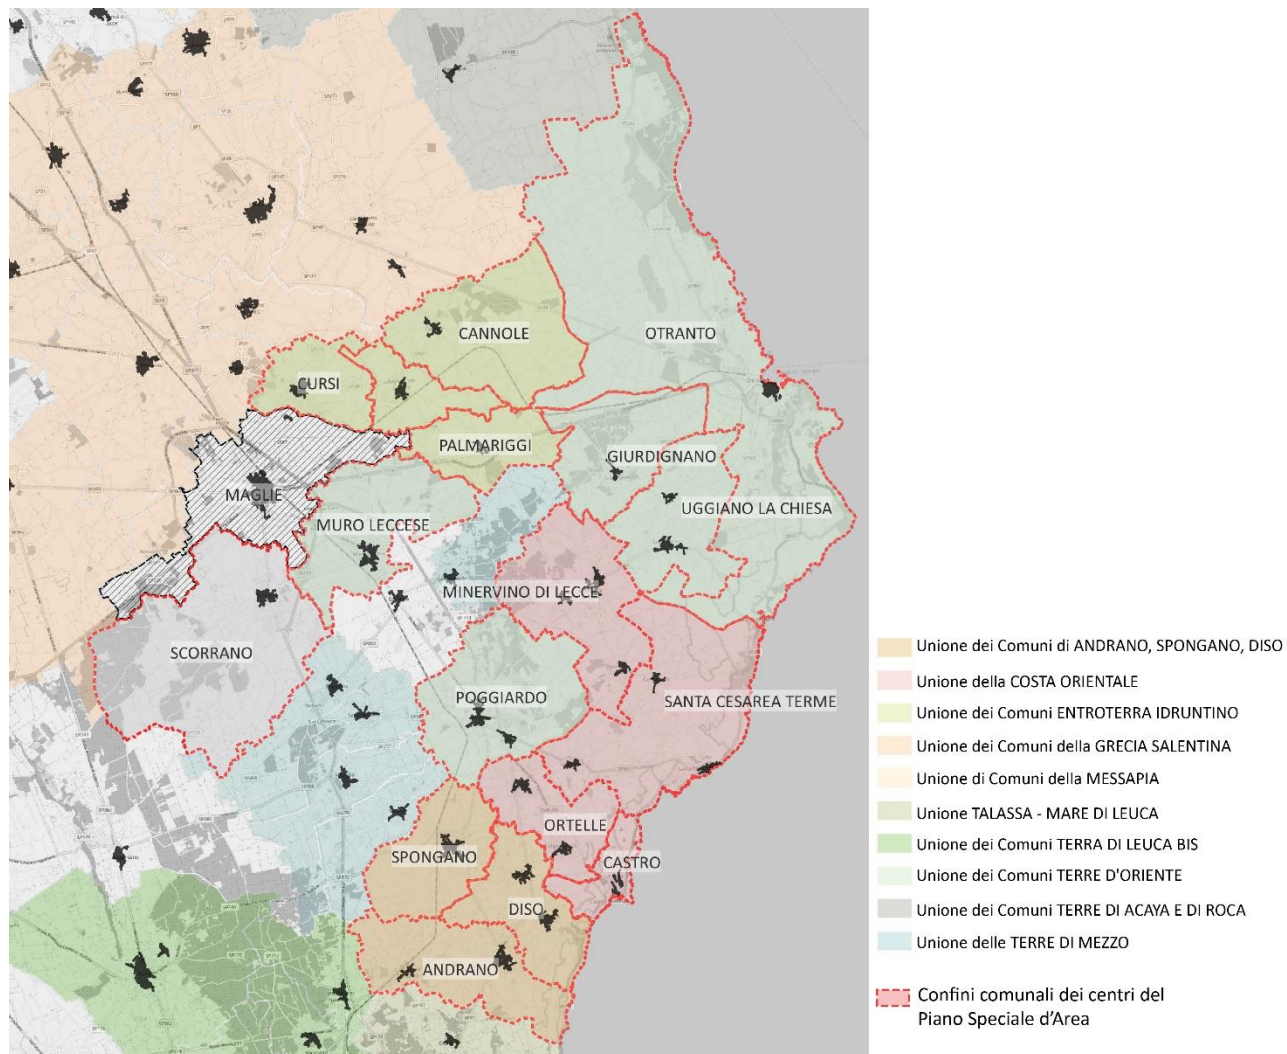 CANNOLE
OTRANTO
CURSI
PALMARIGGI
GIURDIGNANO
MAGLIE
UGGIANO LA CHIESA
MURO LECCESE
MINERVINO DI LECCE
SCORRANO
POGGIARDO
SANTA CESAREA TERME
ORTELLE
SPONGANO
CASTRO
DISO
ANDRANO
Unione dei Comuni di ANDRANO, SPONGANO, DISO
Unione della COSTA ORIENTALE
Unione dei Comuni ENTROTERRA IDRUNTINO
Unione dei Comuni della GRECIA SALENTINA
Unione di Comuni della MESSAPIA
Unione TALASSA - MARE DI LEUCA
Unione dei Comuni TERRA DI LEUCA BIS
Unione dei Comuni TERRE D'ORIENTE
Unione dei Comuni TERRE DI ACAYA E DI ROCA
Unione delle TERRE DI MEZZO
Confini comunali dei centri del
Piano Speciale d'Area